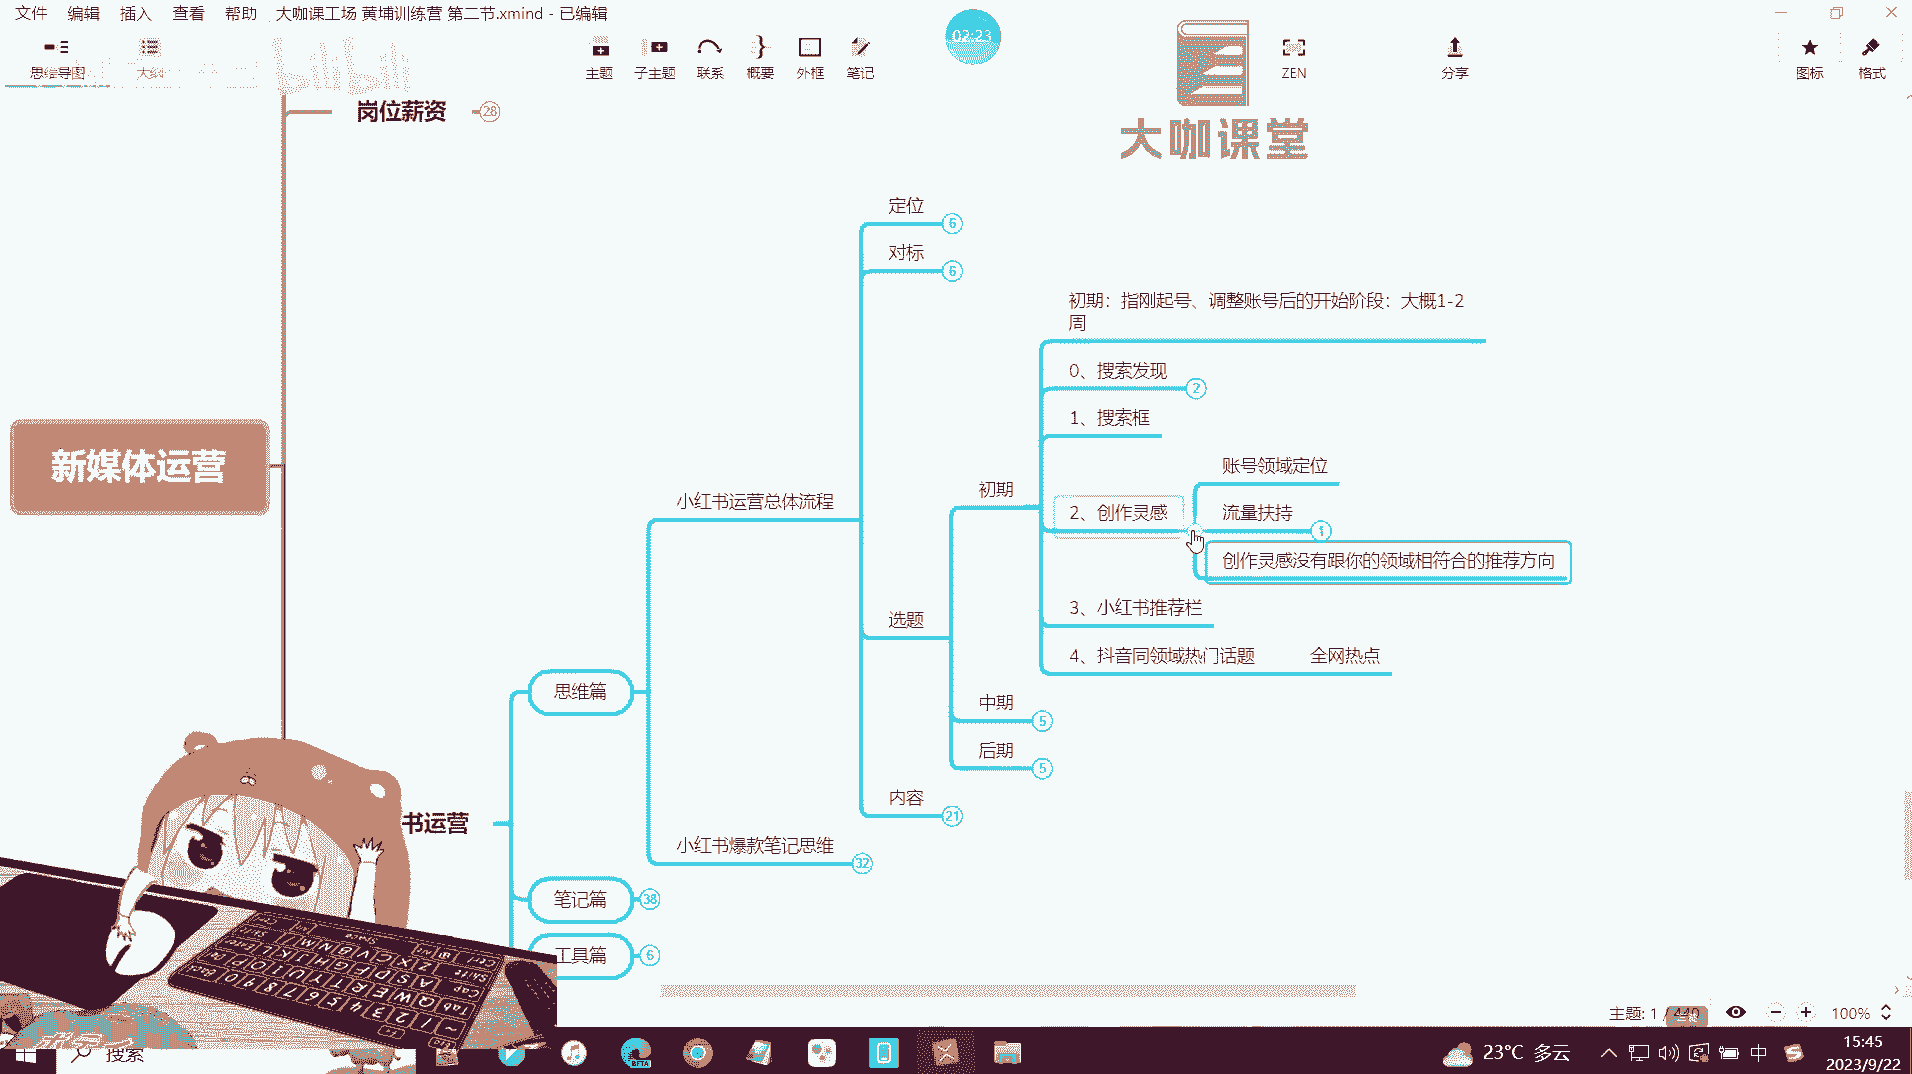 文件 编辑 插入 查看 帮助 大咖课工场 黄埔训练营 第二节.xmind - 已编辑
02:23
思维导图 大纲 主题 子主题 联系 概要 外框 笔记 ZEN 分享 图标 格式
bilibili
大咖课堂
岗位薪资 28
定位 6
对标 6
初期：指刚起号、调整账号后的开始阶段：大概1-2
周
0、搜索发现 2
1、搜索框
账号领域定位
新媒体运营
小红书运营总体流程
初期
2、创作灵感
流量扶持 1
创作灵感没有跟你的领域相符合的推荐方向
3、小红书推荐栏
选题
4、抖音同领域热门话题 全网热点
思维篇
中期 5
后期 5
内容 21
书运营
小红书爆款笔记思维 32
笔记篇 38
工具篇 6
主题: 1 /
100%
搜索
BETA
23°C 多云
中
15:45
2023/9/22